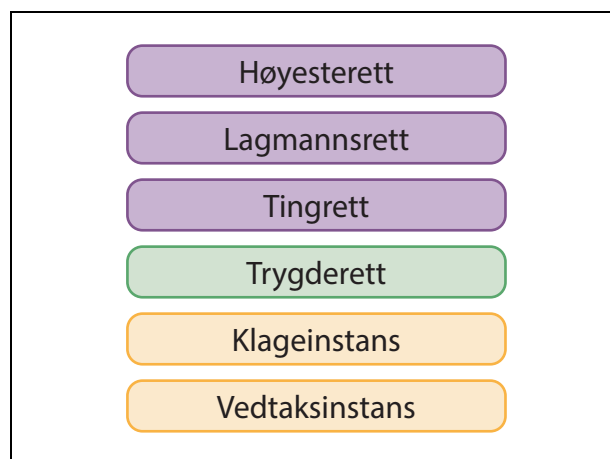 Høyesterett
Lagmannsrett
Tingrett
Trygderett
Klageinstans
Vedtaksinstans